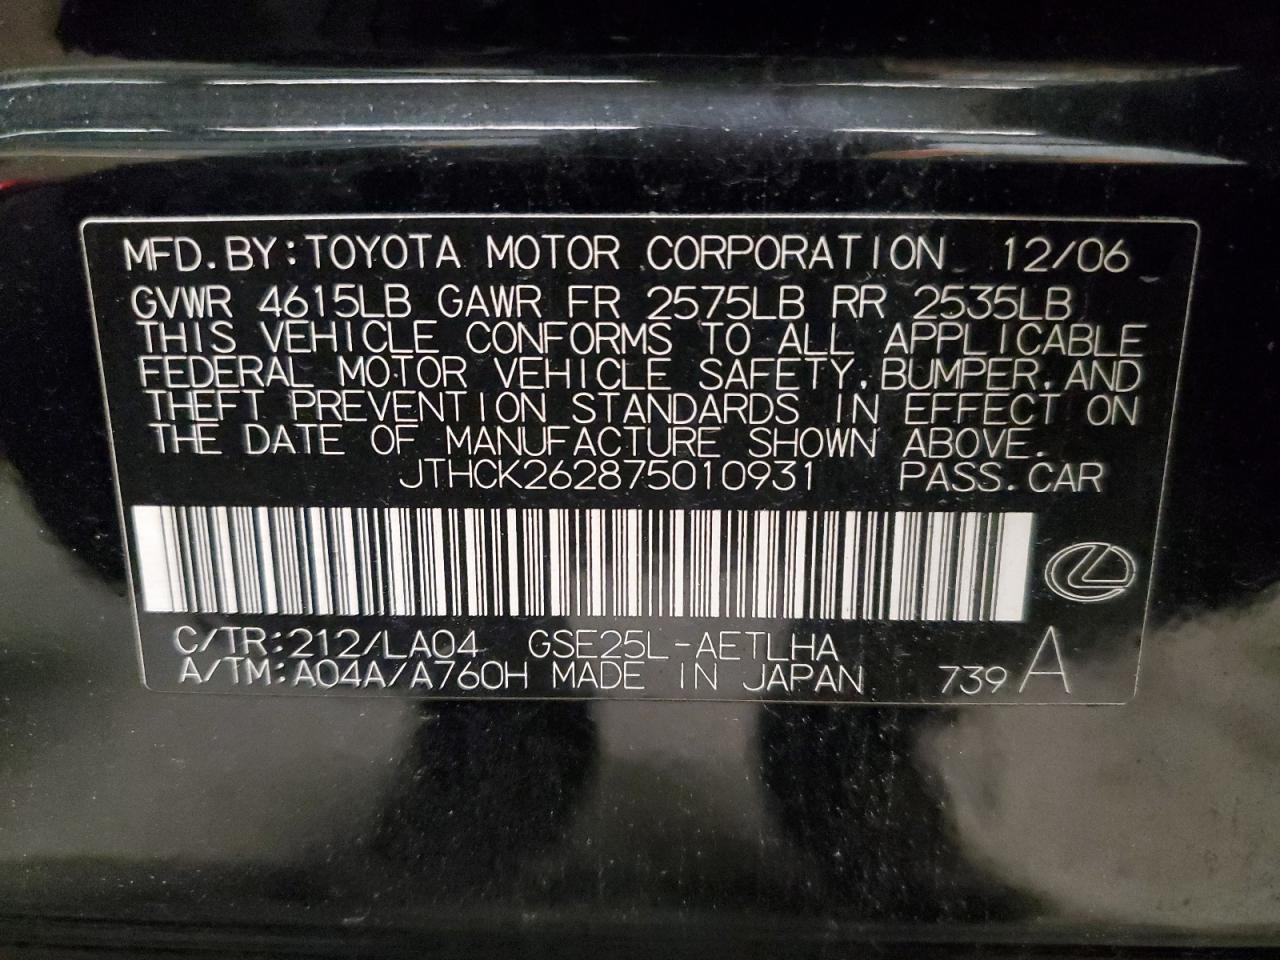 MFD.BY:TOYOTA MOTOR CORPORATION 12/06
GVWR 4615LB GAWR FR 2575LB RR 2535LB
THIS VEHICLE CONFORMS TO ALL APPLICABLE
FEDERAL MOTOR VEHICLE SAFETY,BUMPER,AND
THEFT PREVENTION STANDARDS IN EFFECT ON
THE DATE OF MANUFACTURE SHOWN ABOVE.
JTHCK262875010931 PASS.CAR
C/TR:212/LA04 GSE25L-AETLHA
A/TM:A04A/A760H MADE IN JAPAN 739 A